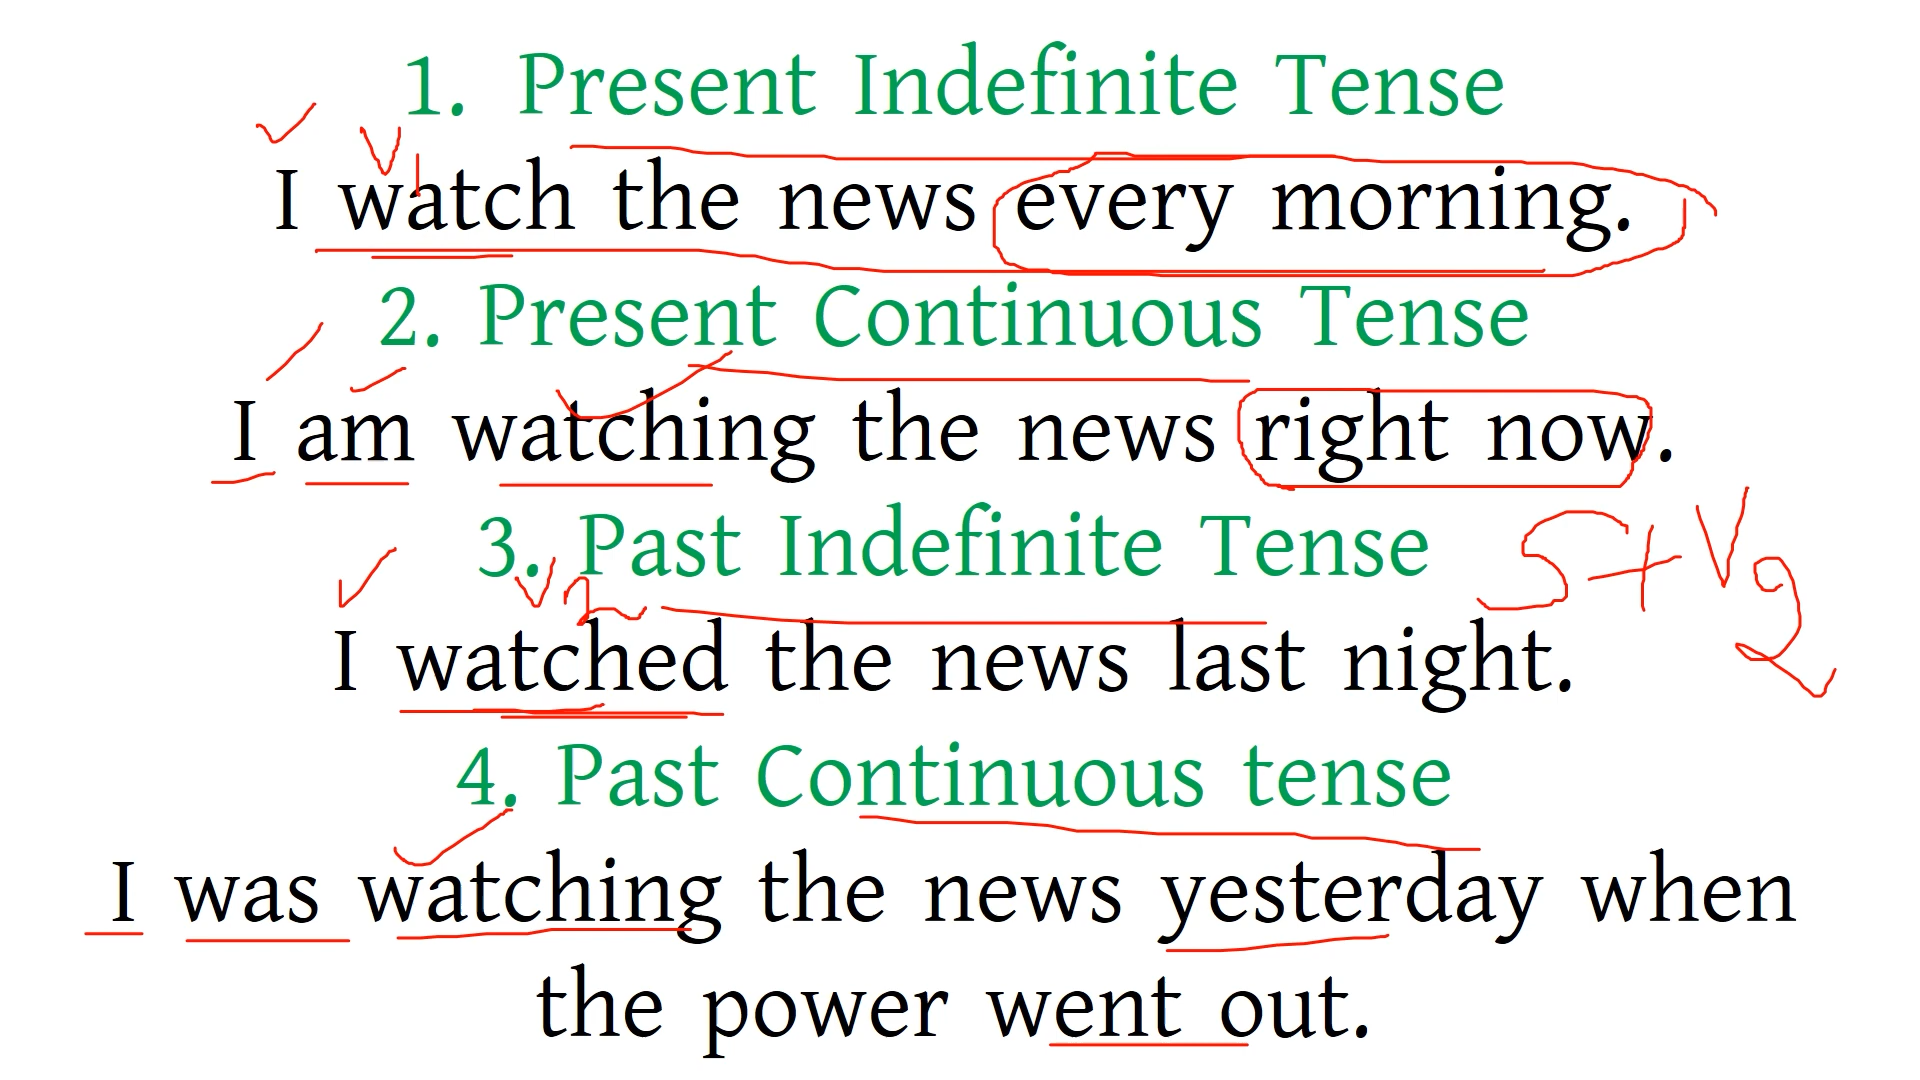 1. Present Indefinite Tense
V1
I watch the news every morning.
2. Present Continuous Tense
I am watching the news right now.
3. Past Indefinite Tense
S+V
V2
I watched the news last night.
4. Past Continuous tense
I was watching the news yesterday when
the power went out.